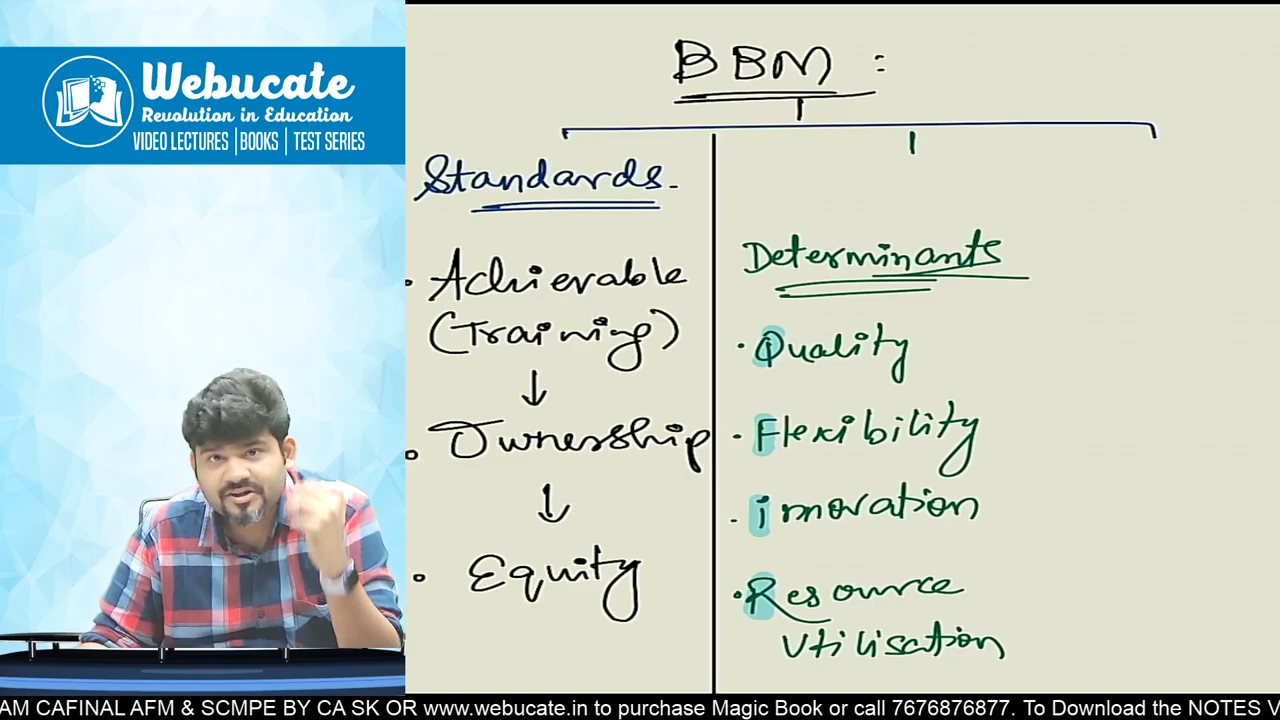 Webucate
Revolution in Education
VIDEO LECTURES | BOOKS | TEST SERIES
BBM :
Standards.
• Achievable
(Training)
↓
• Ownership
↓
• Equity
Determinants
• Quality
• Flexibility
• innovation
• Resource
Utilisation
AM CAFINAL AFM & SCMPE BY CA SK OR www.webucate.in to purchase Magic Book or call 7676876877. To Download the NOTES V